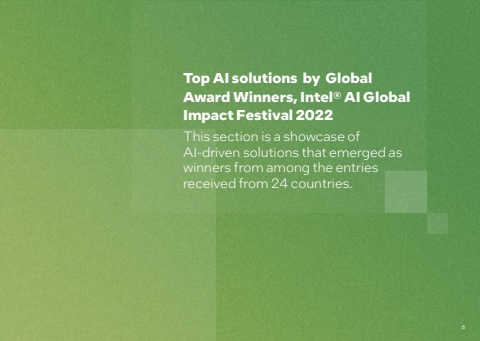 Top AI solutions by Global
Award Winners, Intel® AI Global
Impact Festival 2022
This section is a showcase of
AI-driven solutions that emerged as
winners from among the entries
received from 24 countries.
6